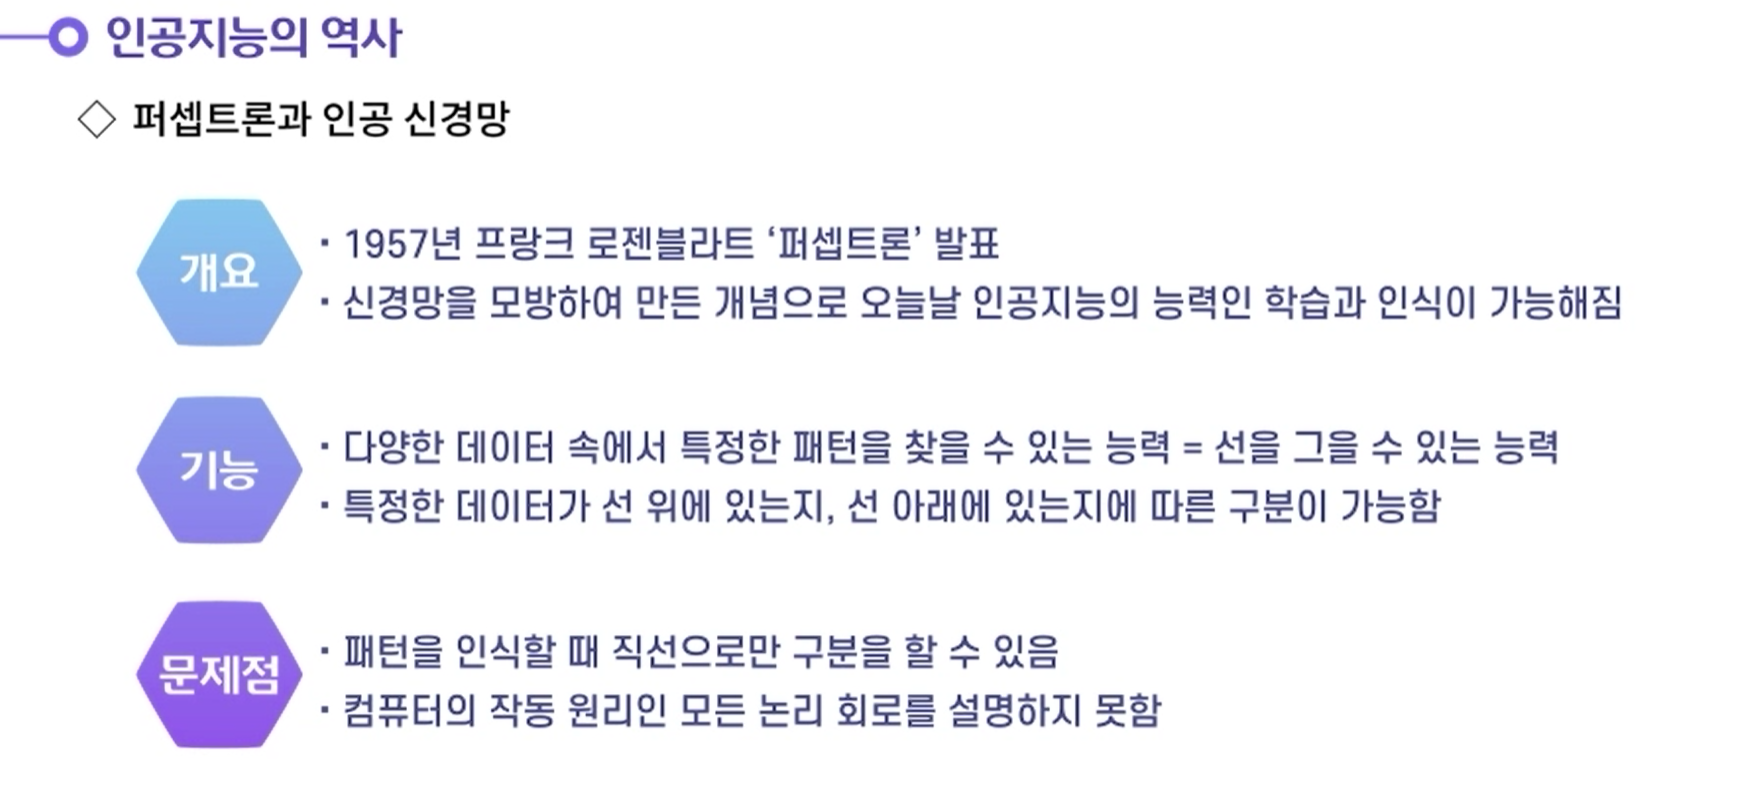 인공지능의 역사
◇ 퍼셉트론과 인공 신경망
개요
· 1957년 프랑크 로젠블라트 ‘퍼셉트론’ 발표
· 신경망을 모방하여 만든 개념으로 오늘날 인공지능의 능력인 학습과 인식이 가능해짐
기능
· 다양한 데이터 속에서 특정한 패턴을 찾을 수 있는 능력 = 선을 그을 수 있는 능력
· 특정한 데이터가 선 위에 있는지, 선 아래에 있는지에 따른 구분이 가능함
문제점
· 패턴을 인식할 때 직선으로만 구분을 할 수 있음
· 컴퓨터의 작동 원리인 모든 논리 회로를 설명하지 못함